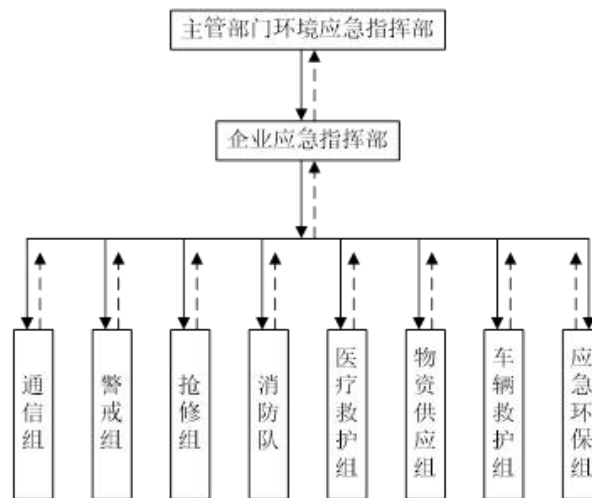 主管部门环境应急指挥部
企业应急指挥部
通信组
警戒组
抢修组
消防队
医疗救护组
物资供应组
车辆救护组
应急环保组